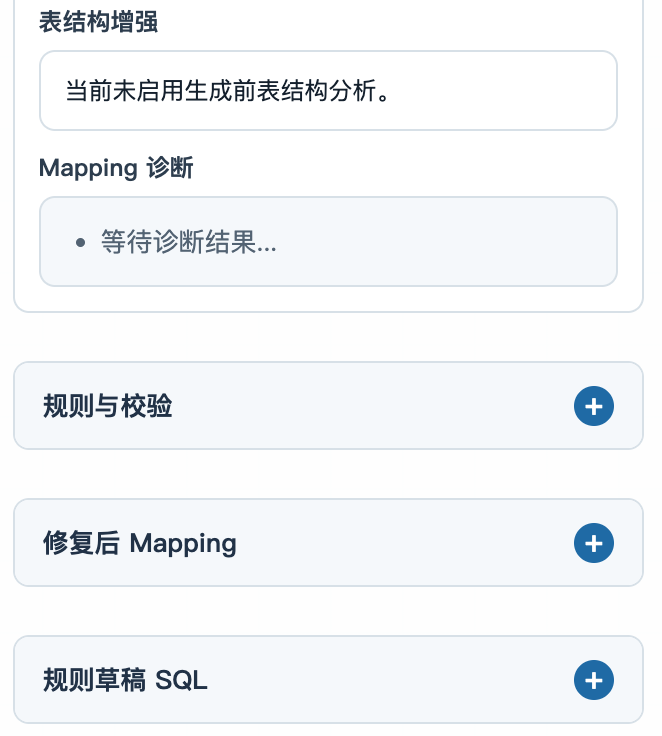 表结构增强
当前未启用生成前表结构分析。
Mapping 诊断
• 等待诊断结果...
规则与校验
修复后 Mapping
规则草稿 SQL